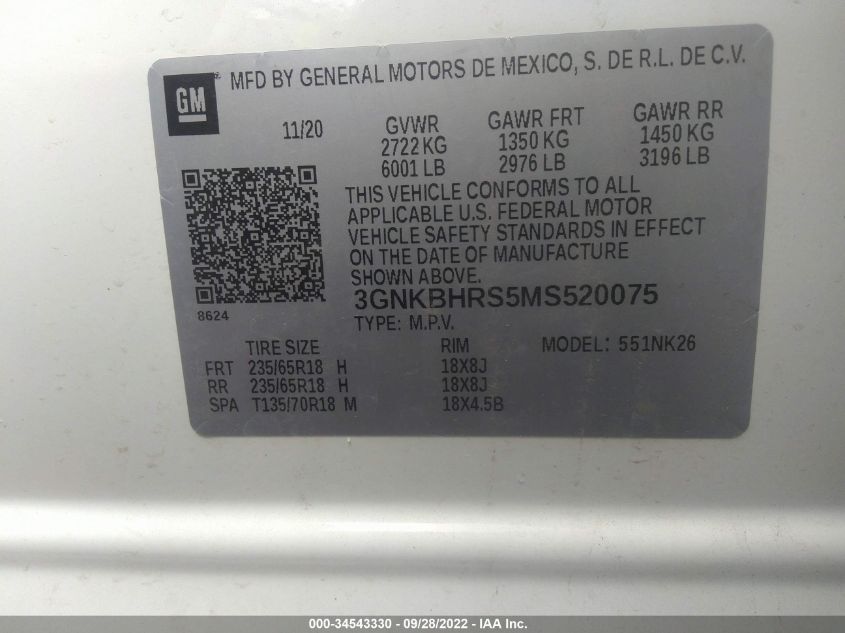 GM ® MFD BY GENERAL MOTORS DE MEXICO, S. DE R.L. DE C.V.
11/20 GVWR GAWR FRT GAWR RR
2722 KG 1350 KG 1450 KG
6001 LB 2976 LB 3196 LB
THIS VEHICLE CONFORMS TO ALL
APPLICABLE U.S. FEDERAL MOTOR
VEHICLE SAFETY STANDARDS IN EFFECT
ON THE DATE OF MANUFACTURE
SHOWN ABOVE.
3GNKBHRS5MS520075
8624
TYPE: M.P.V.
TIRE SIZE RIM MODEL: 551NK26
FRT 235/65R18 H 18X8J
RR 235/65R18 H 18X8J
SPA T135/70R18 M 18X4.5B
000-34543330 - 09/28/2022 - IAA Inc.